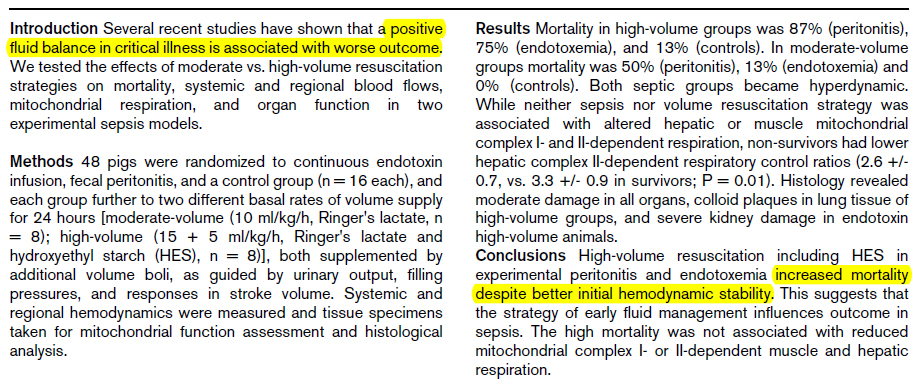 Introduction Several recent studies have shown that a positive
fluid balance in critical illness is associated with worse outcome.
We tested the effects of moderate vs. high-volume resuscitation
strategies on mortality, systemic and regional blood flows,
mitochondrial respiration, and organ function in two
experimental sepsis models.
Methods 48 pigs were randomized to continuous endotoxin
infusion, fecal peritonitis, and a control group (n = 16 each), and
each group further to two different basal rates of volume supply
for 24 hours [moderate-volume (10 ml/kg/h, Ringer's lactate, n
= 8); high-volume (15 + 5 ml/kg/h, Ringer's lactate and
hydroxyethyl starch (HES), n = 8)], both supplemented by
additional volume boli, as guided by urinary output, filling
pressures, and responses in stroke volume. Systemic and
regional hemodynamics were measured and tissue specimens
taken for mitochondrial function assessment and histological
analysis.
Results Mortality in high-volume groups was 87% (peritonitis),
75% (endotoxemia), and 13% (controls). In moderate-volume
groups mortality was 50% (peritonitis), 13% (endotoxemia) and
0% (controls). Both septic groups became hyperdynamic.
While neither sepsis nor volume resuscitation strategy was
associated with altered hepatic or muscle mitochondrial
complex I- and II-dependent respiration, non-survivors had lower
hepatic complex II-dependent respiratory control ratios (2.6 +/-
0.7, vs. 3.3 +/- 0.9 in survivors; P = 0.01). Histology revealed
moderate damage in all organs, colloid plaques in lung tissue of
high-volume groups, and severe kidney damage in endotoxin
high-volume animals.
Conclusions High-volume resuscitation including HES in
experimental peritonitis and endotoxemia increased mortality
despite better initial hemodynamic stability. This suggests that
the strategy of early fluid management influences outcome in
sepsis. The high mortality was not associated with reduced
mitochondrial complex I- or II-dependent muscle and hepatic
respiration.